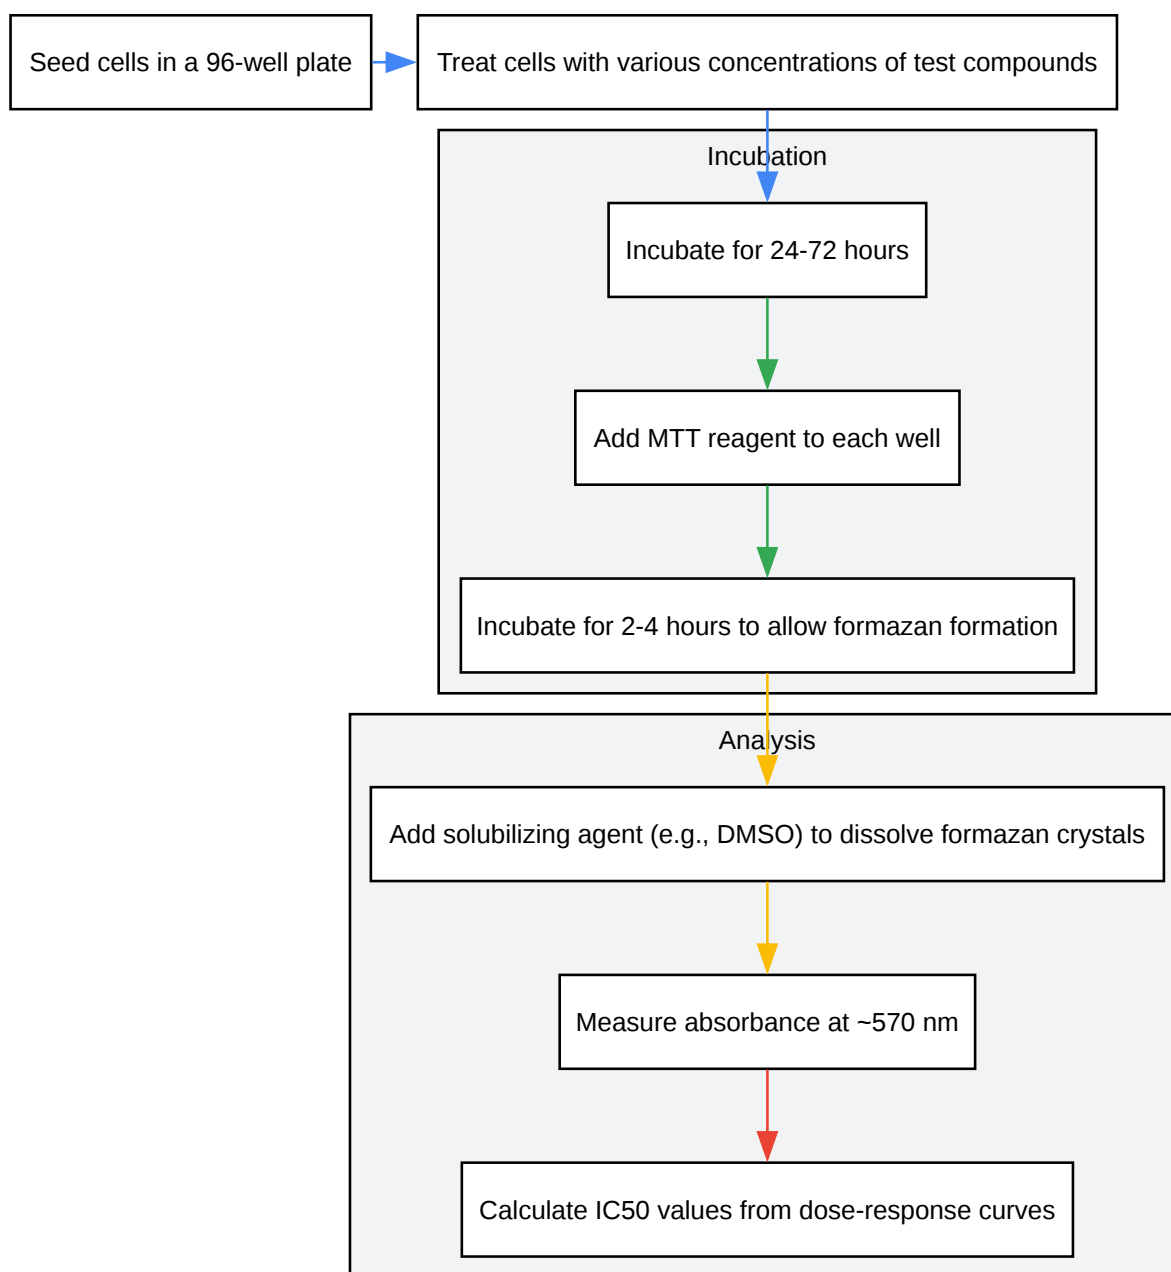 Seed cells in a 96-well plate
Treat cells with various concentrations of test compounds
Incubation
Incubate for 24-72 hours
Add MTT reagent to each well
Incubate for 2-4 hours to allow formazan formation
Analysis
Add solubilizing agent (e.g., DMSO) to dissolve formazan crystals
Measure absorbance at ~570 nm
Calculate IC50 values from dose-response curves